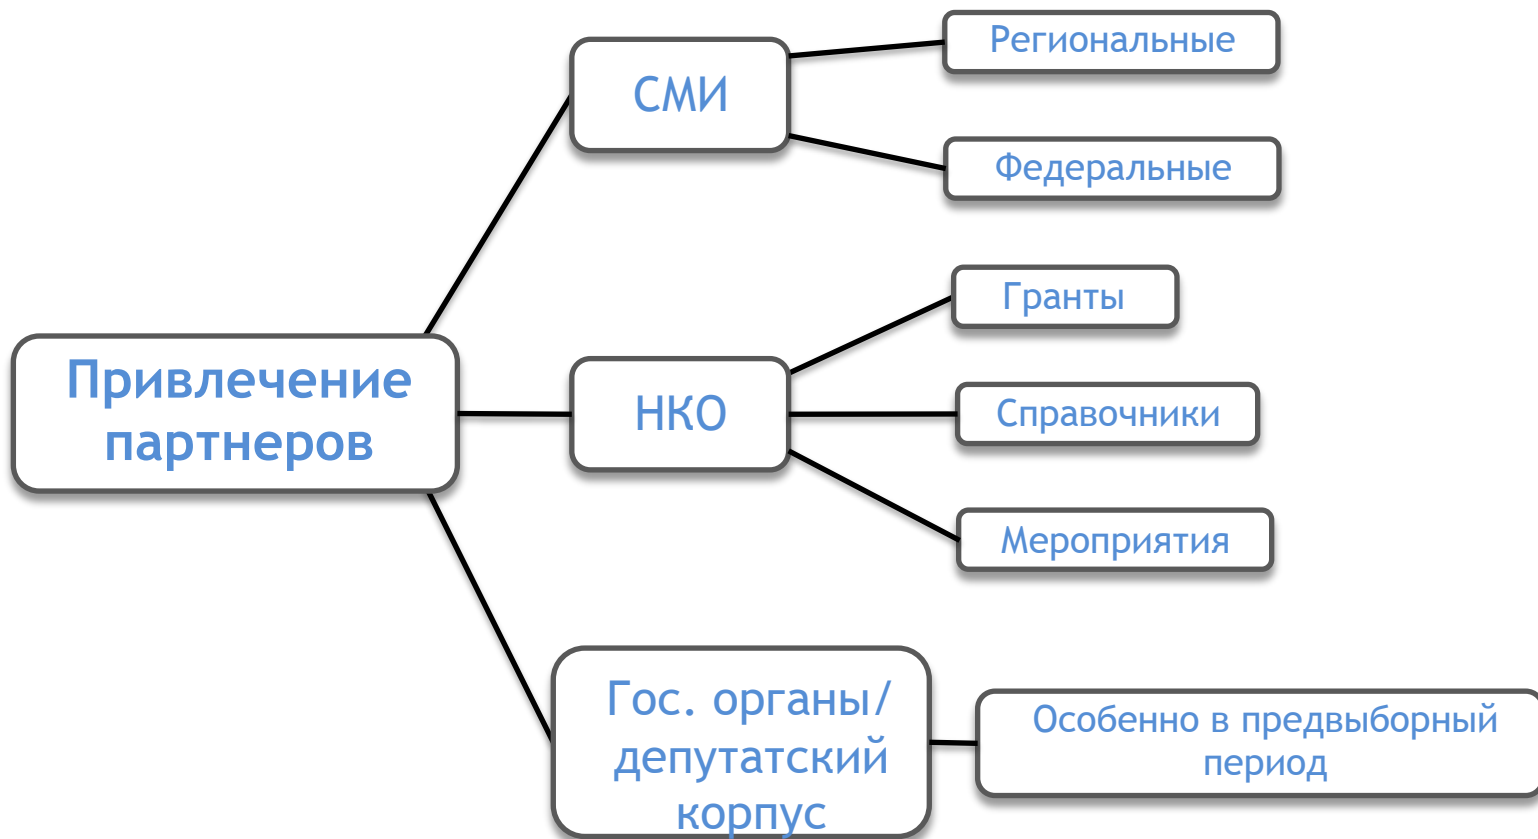 Региональные
СМИ
Федеральные
Гранты
Привлечение
партнеров
НКО
Справочники
Мероприятия
Гос. органы/
депутатский
корпус
Особенно в предвыборный
период